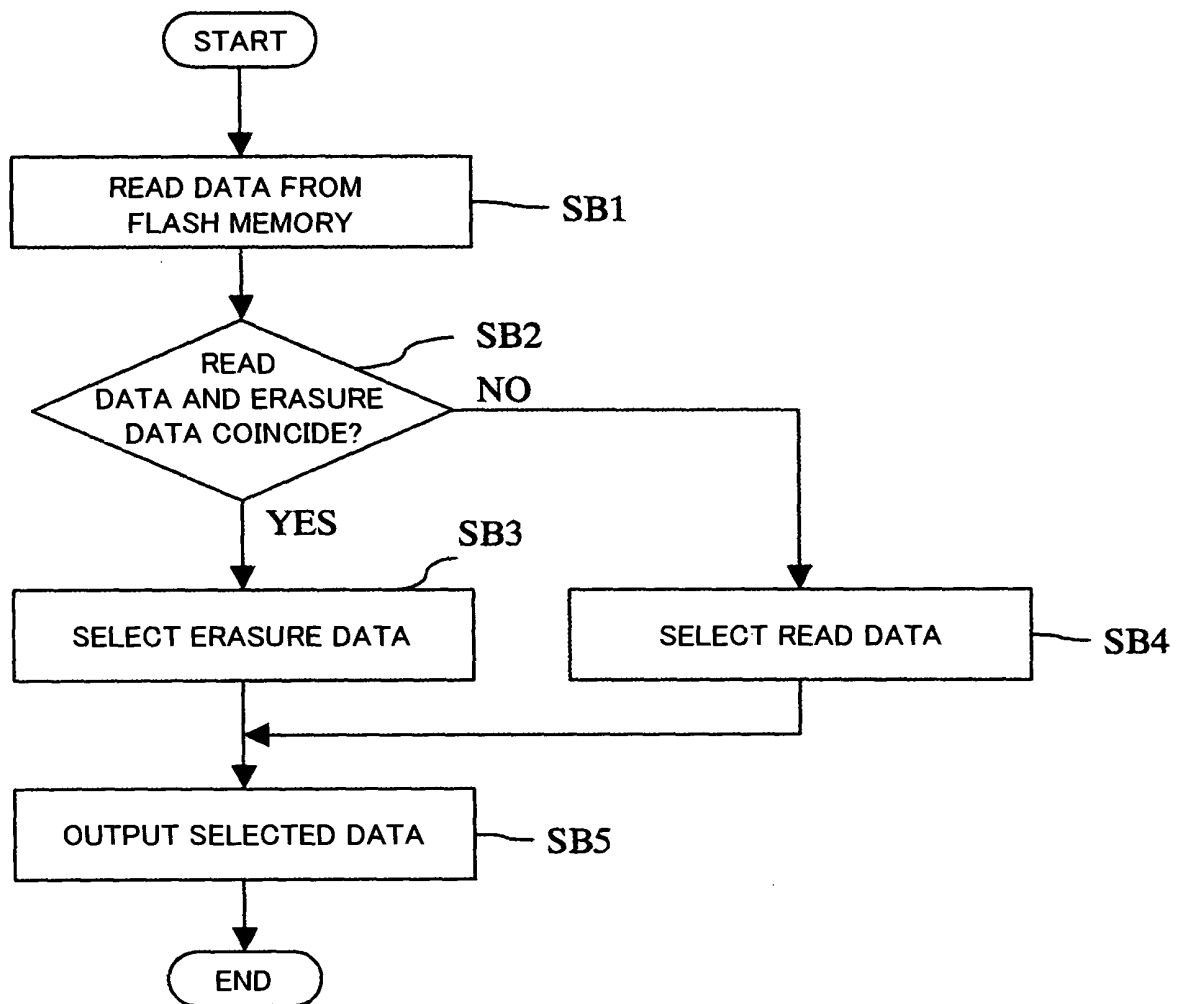 START
READ DATA FROM
FLASH MEMORY
SB1
SB2
READ
DATA AND ERASURE
DATA COINCIDE?
NO
YES
SB3
SELECT ERASURE DATA
SELECT READ DATA
SB4
OUTPUT SELECTED DATA
SB5
END